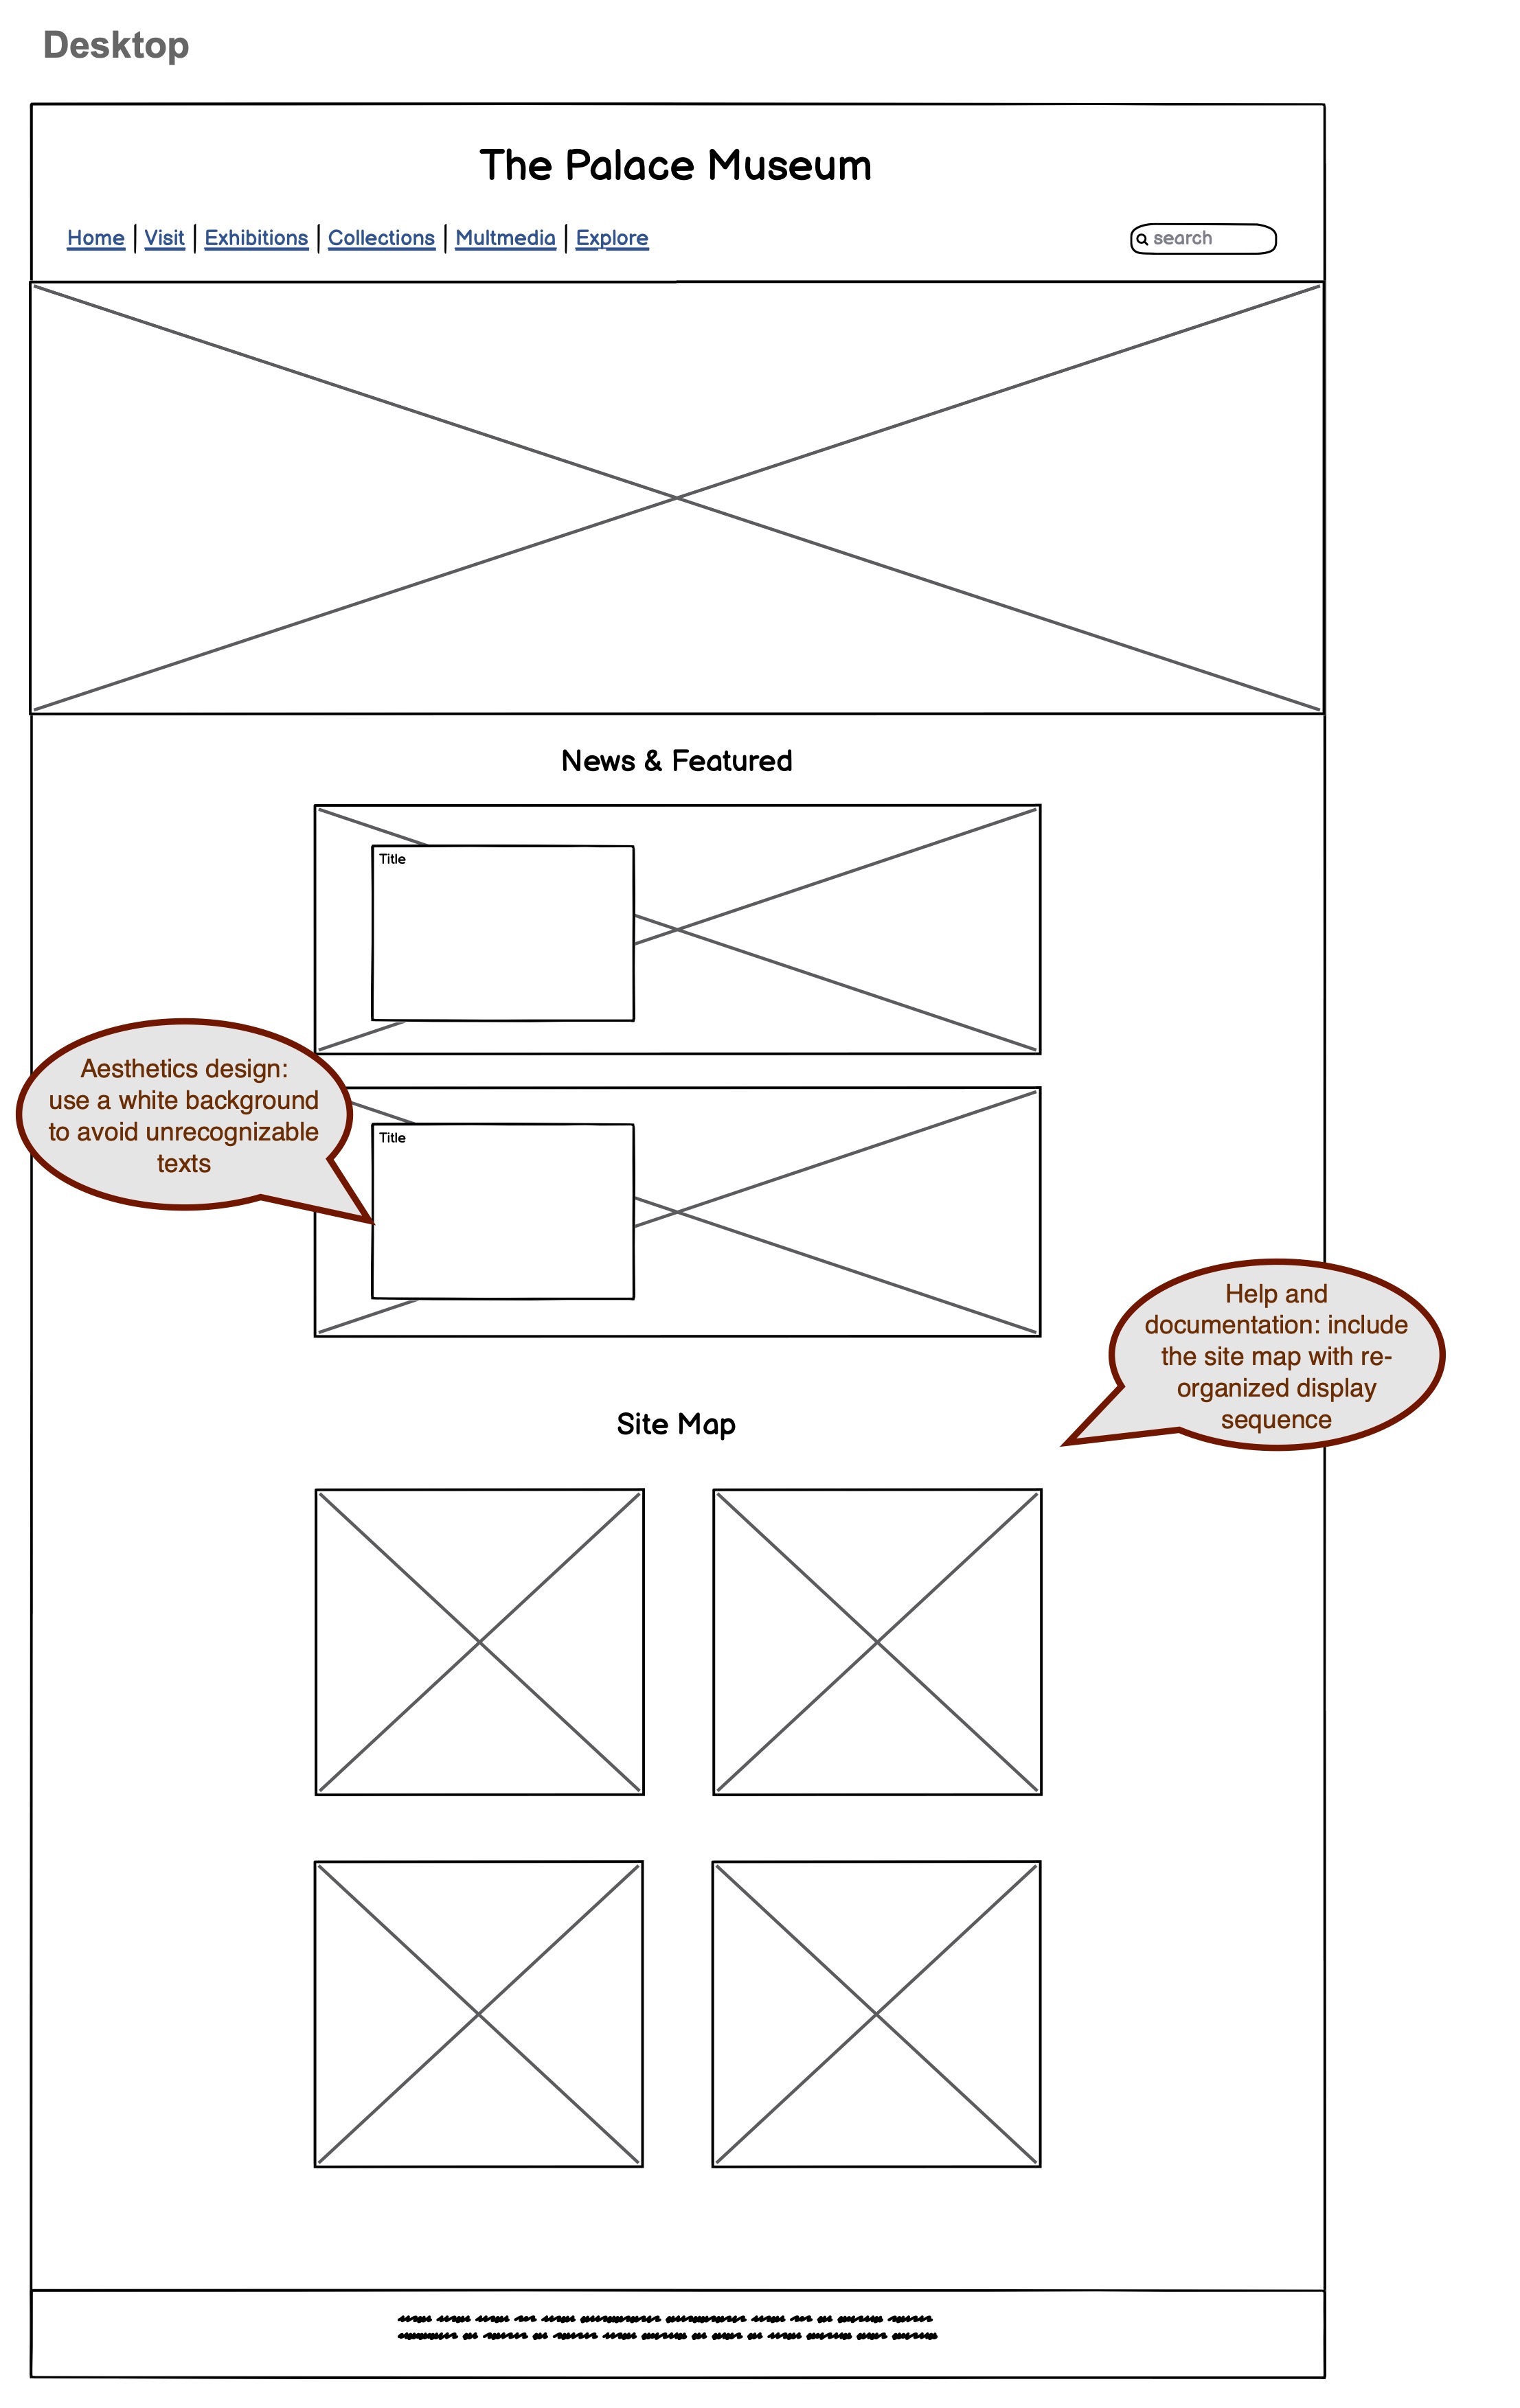 Desktop
The Palace Museum
Home | Visit | Exhibitions | Collections | Multmedia | Explore
search
News & Featured
Title
Aesthetics design:
use a white background
to avoid unrecognizable
texts
Title
Help and
documentation: include
the site map with re-
organized display
sequence
Site Map